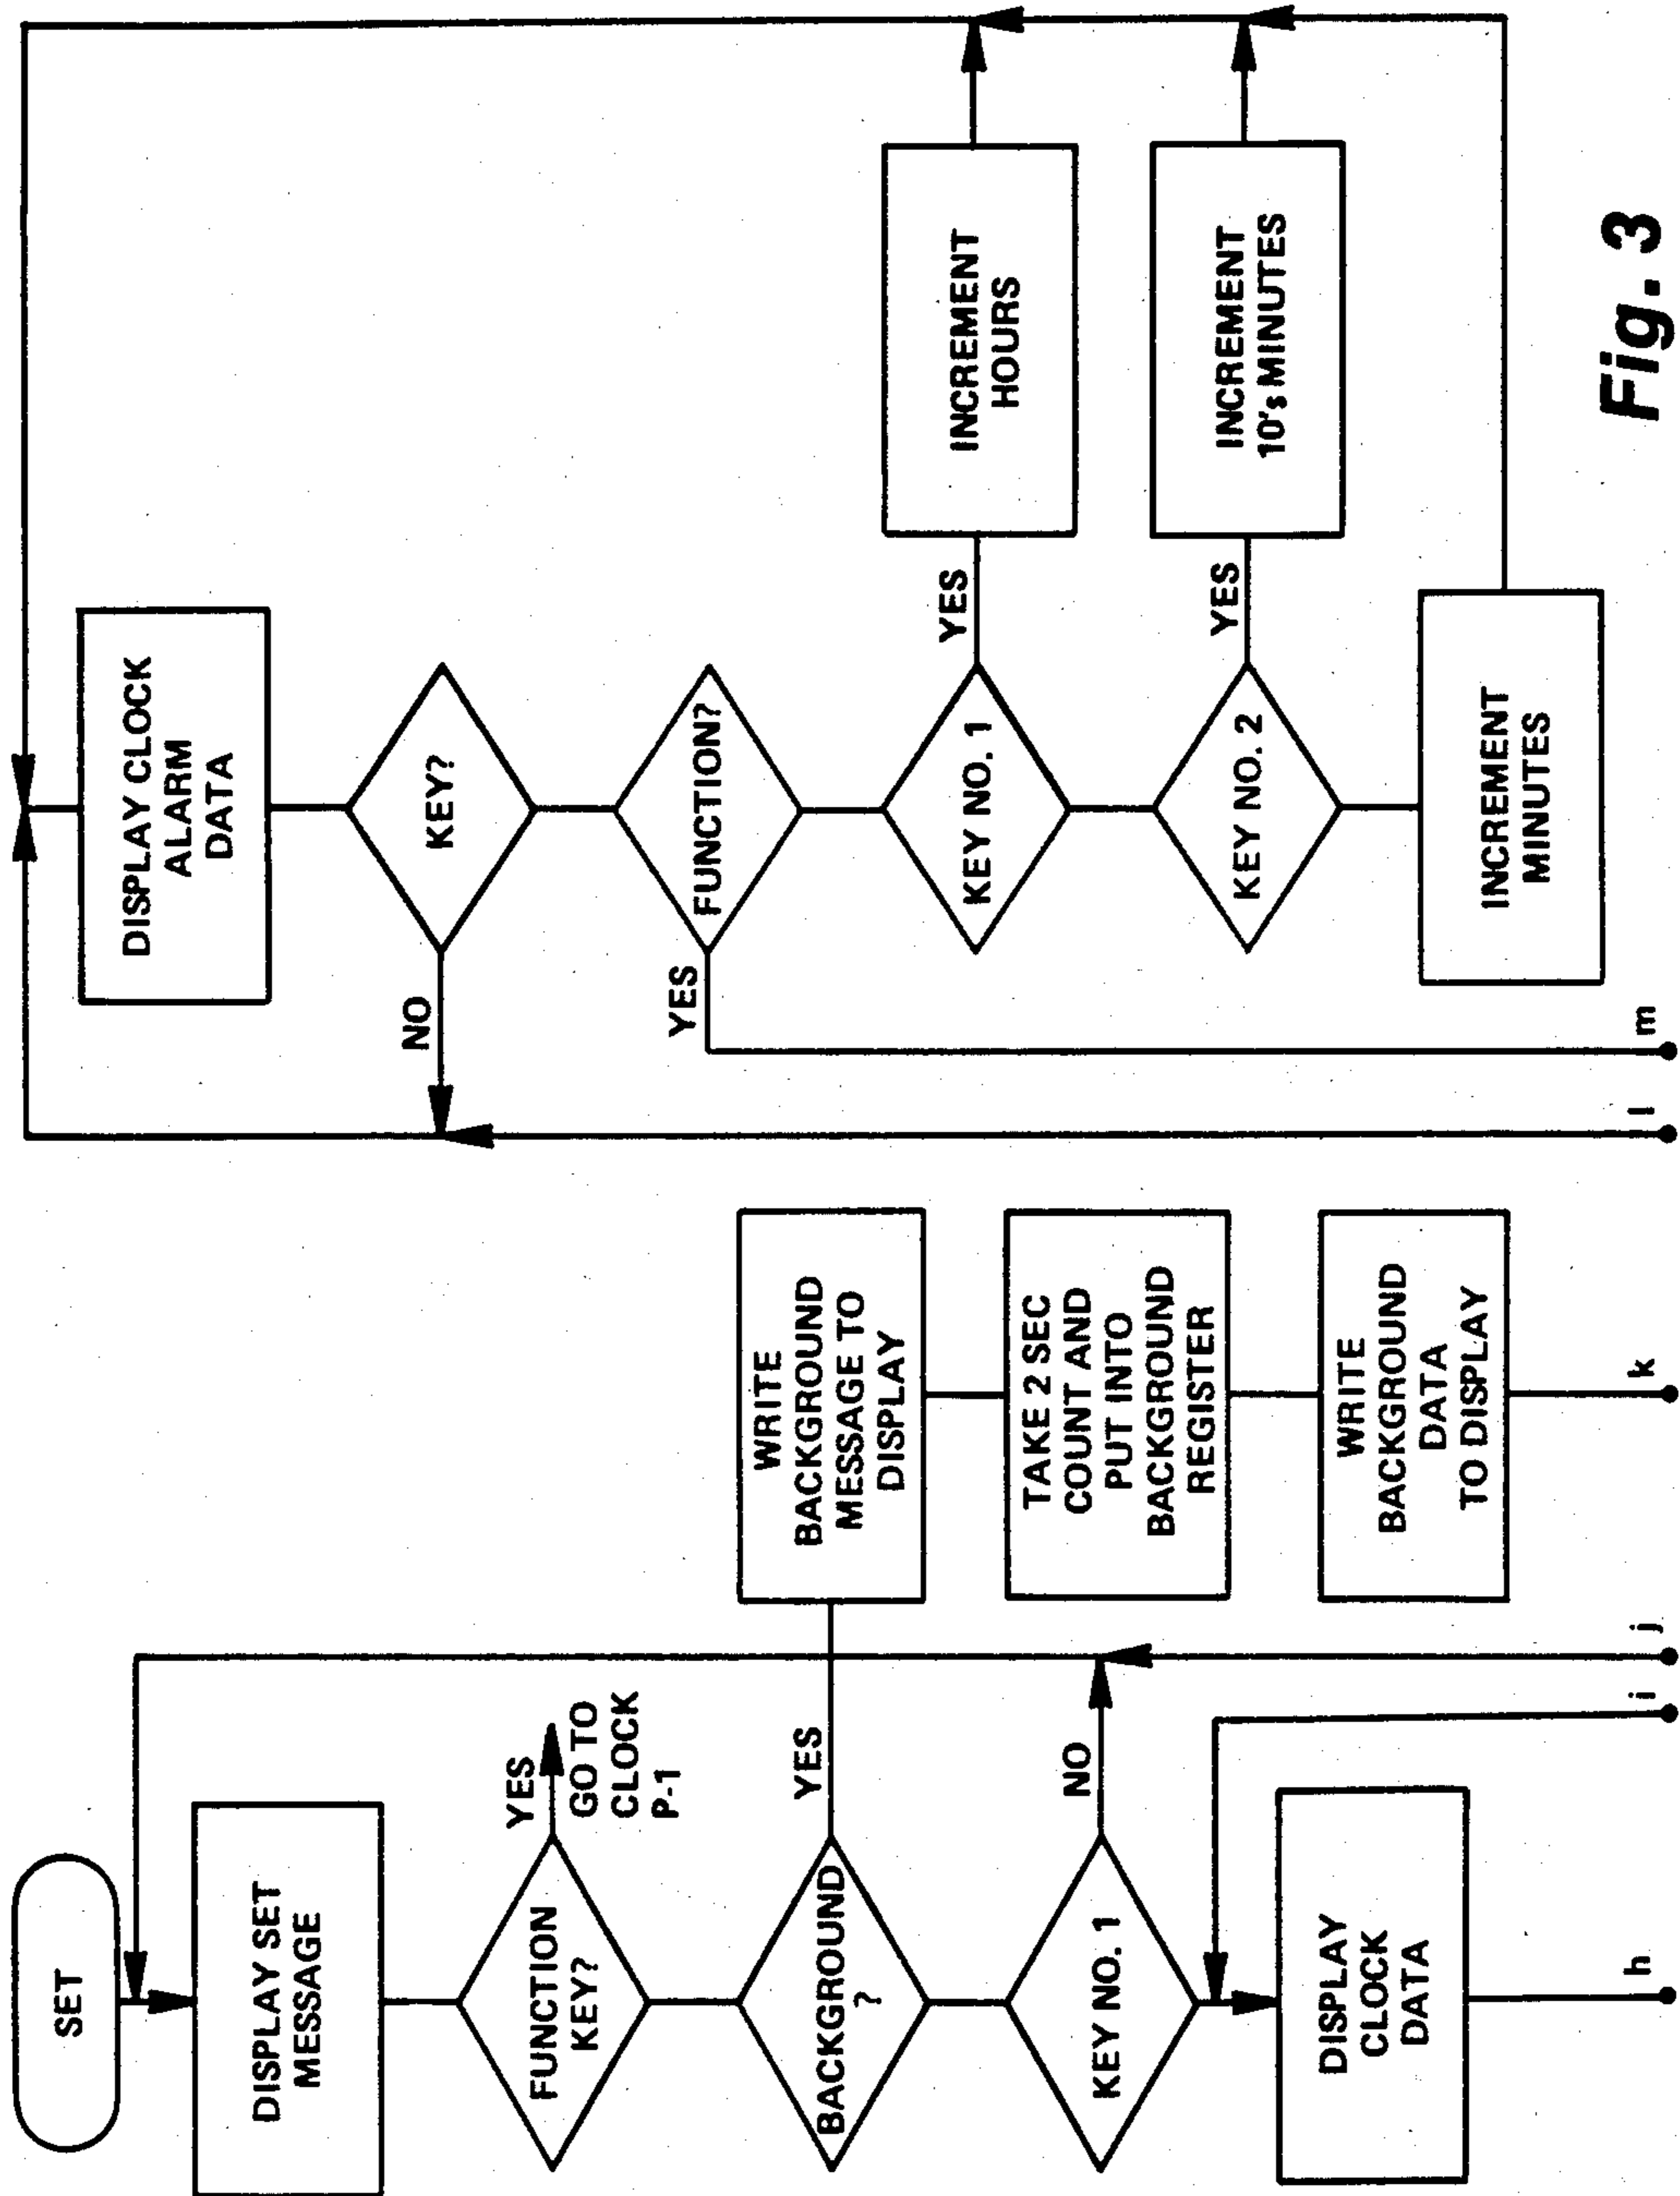 SET
DISPLAY SET
MESSAGE
FUNCTION
KEY?
YES
GO TO
CLOCK
P-1
BACKGROUND
?
YES
KEY NO. 1
NO
DISPLAY
CLOCK
DATA
h
i
j
WRITE
BACKGROUND
MESSAGE TO
DISPLAY
TAKE 2 SEC
COUNT AND
PUT INTO
BACKGROUND
REGISTER
WRITE
BACKGROUND
DATA
TO DISPLAY
k
l
m
DISPLAY CLOCK
ALARM
DATA
KEY?
NO
FUNCTION?
YES
KEY NO. 1
YES
INCREMENT
HOURS
KEY NO. 2
YES
INCREMENT
10's MINUTES
INCREMENT
MINUTES
Fig. 3